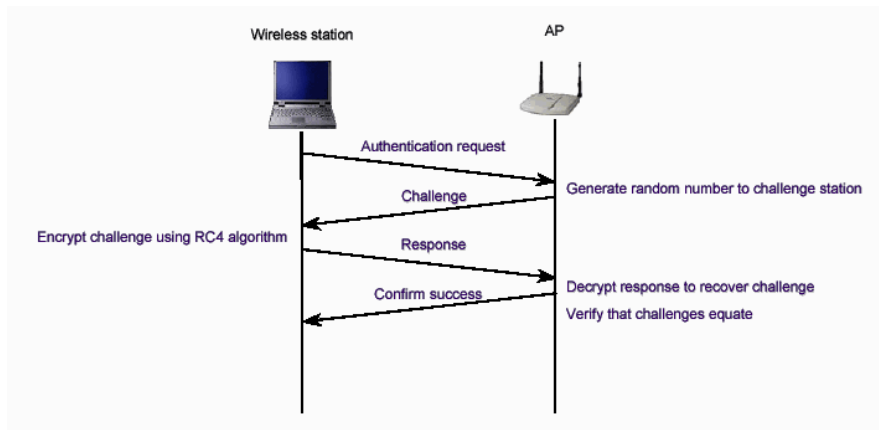 Wireless station
AP
Authentication request
Generate random number to challenge station
Challenge
Encrypt challenge using RC4 algorithm
Response
Decrypt response to recover challenge
Confirm success
Verify that challenges equate